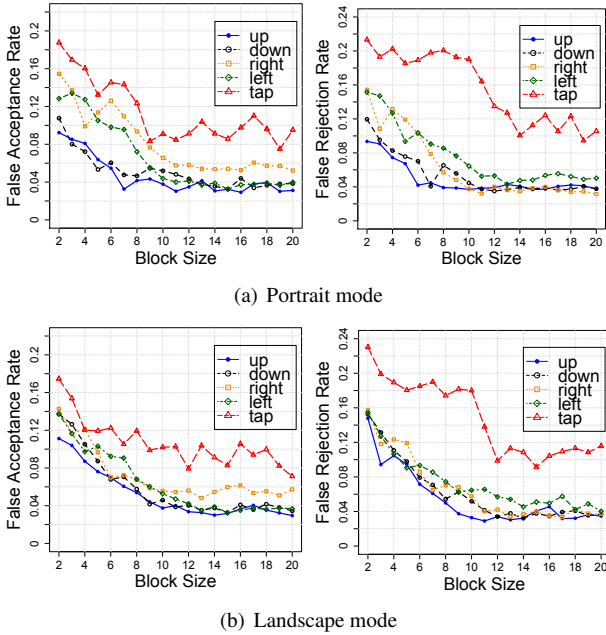 False Acceptance Rate
0 0.04 0.08 0.12 0.16 0.2
up
down
right
left
tap
2 4 6 8 10 12 14 16 18 20
Block Size
False Rejection Rate
0 0.04 0.08 0.12 0.16 0.20 0.24
up
down
right
left
tap
2 4 6 8 10 12 14 16 18 20
Block Size
(a) Portrait mode
False Acceptance Rate
0 0.04 0.08 0.12 0.16 0.2
up
down
right
left
tap
2 4 6 8 10 12 14 16 18 20
Block Size
False Rejection Rate
0 0.04 0.08 0.12 0.16 0.20 0.24
up
down
right
left
tap
2 4 6 8 10 12 14 16 18 20
Block Size
(b) Landscape mode